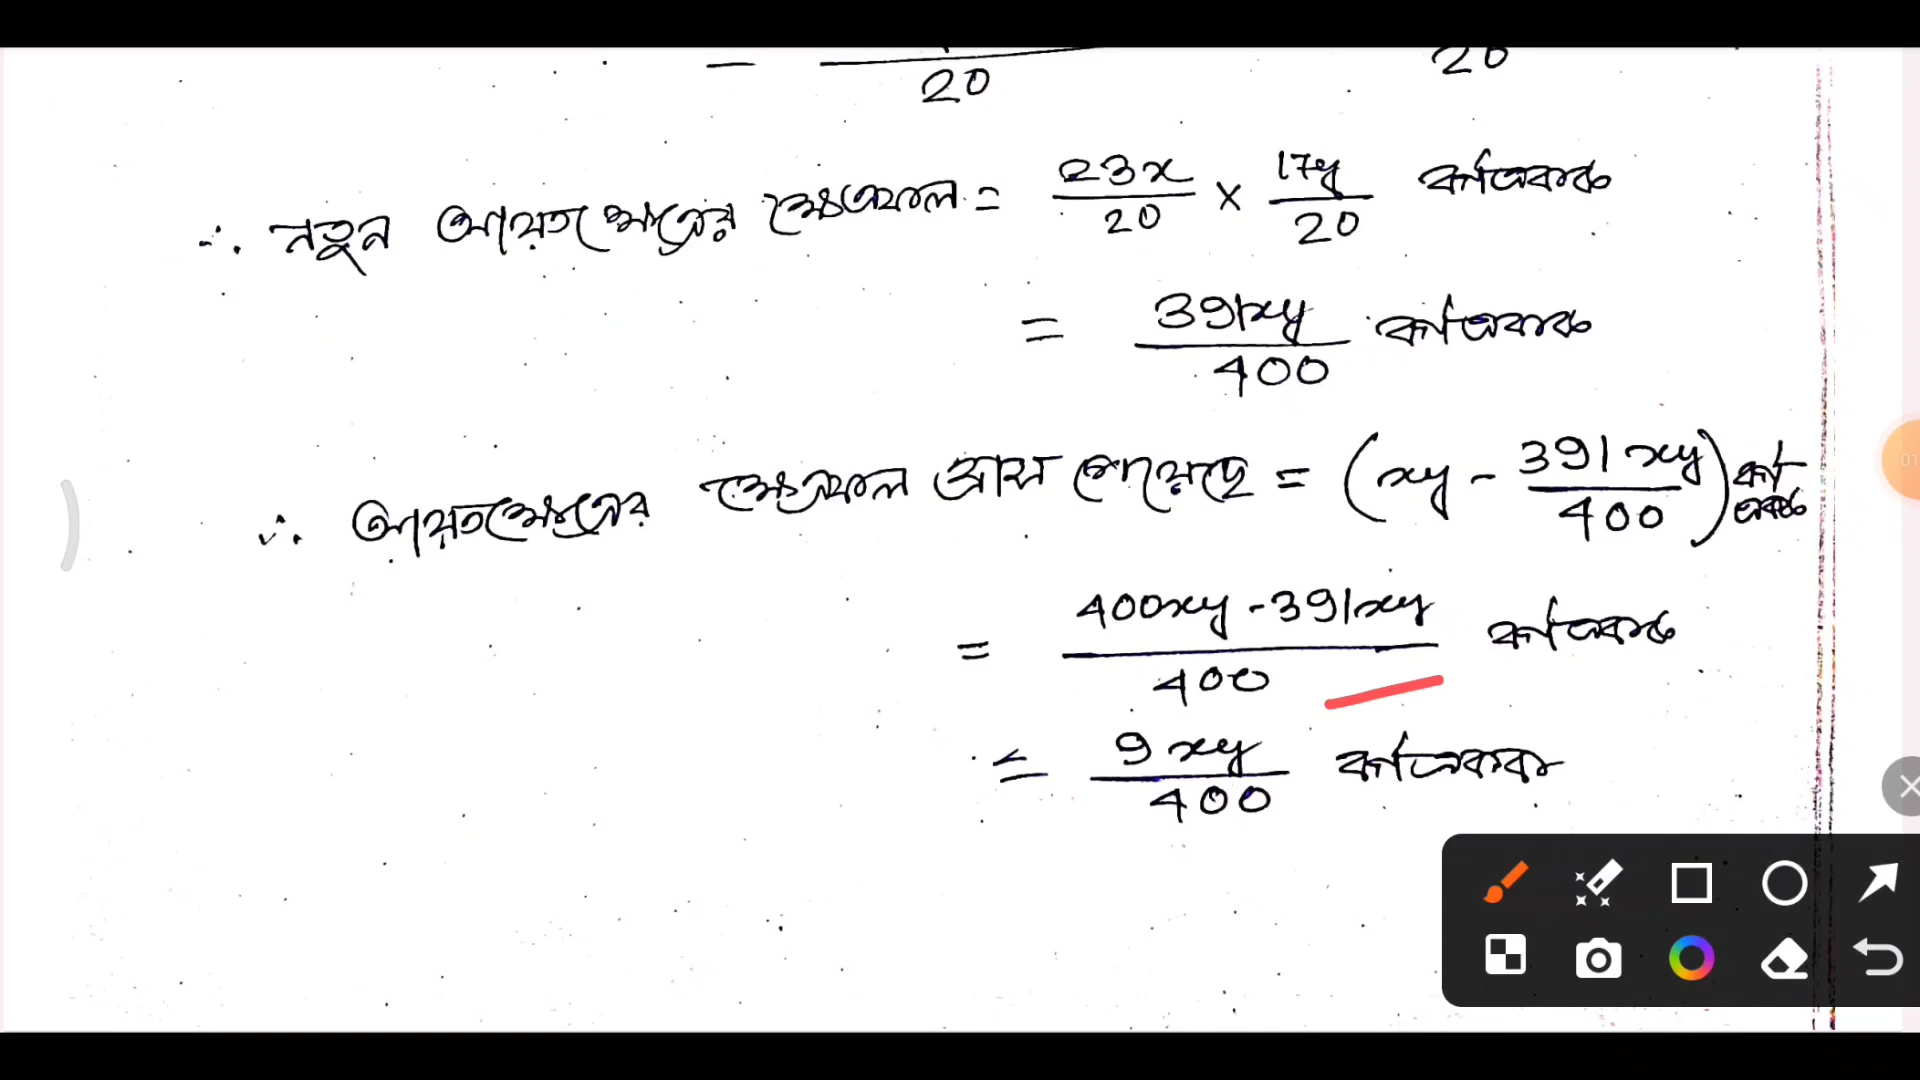 20 20
∴ নতুন আয়তক্ষেত্রের ক্ষেত্রফল = 23x/20 × 17y/20 বর্গএকক
= 391xy/400 বর্গএকক
∴ আয়তক্ষেত্রের ক্ষেত্রফল হ্রাস পেয়েছে = (xy - 391xy/400) বর্গ একক
= 400xy - 391xy/400 বর্গএকক
= 9xy/400 বর্গএকক